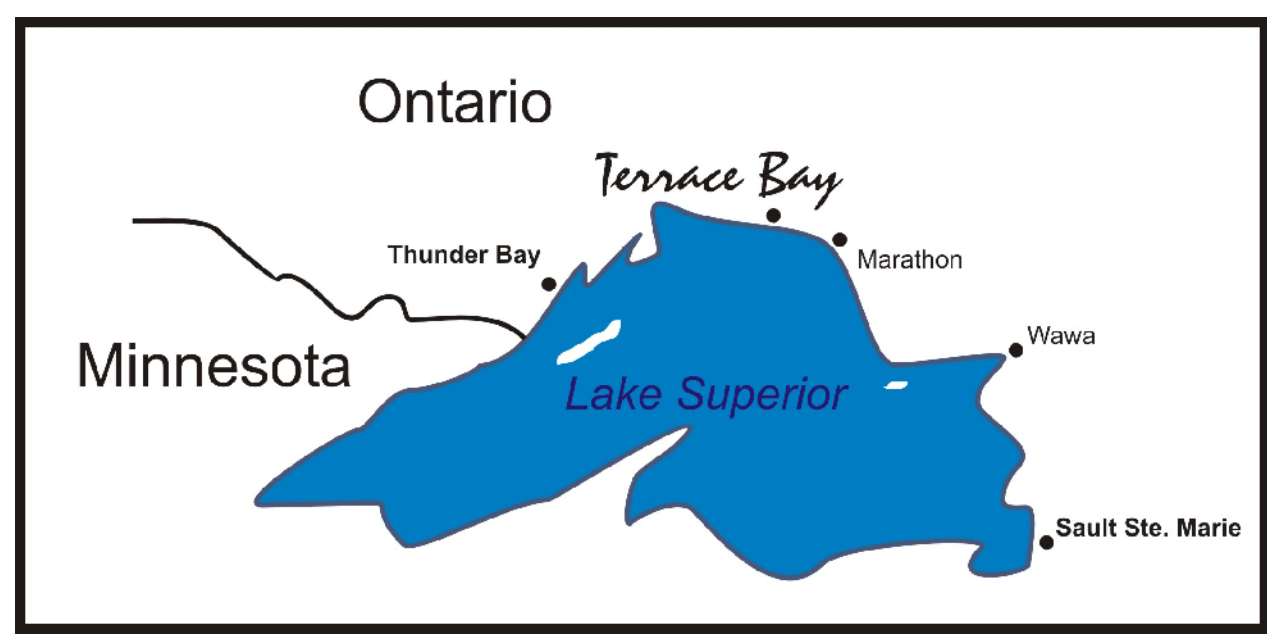 Ontario
Terrace Bay
Thunder Bay
Marathon
Wawa
Minnesota
Lake Superior
Sault Ste. Marie